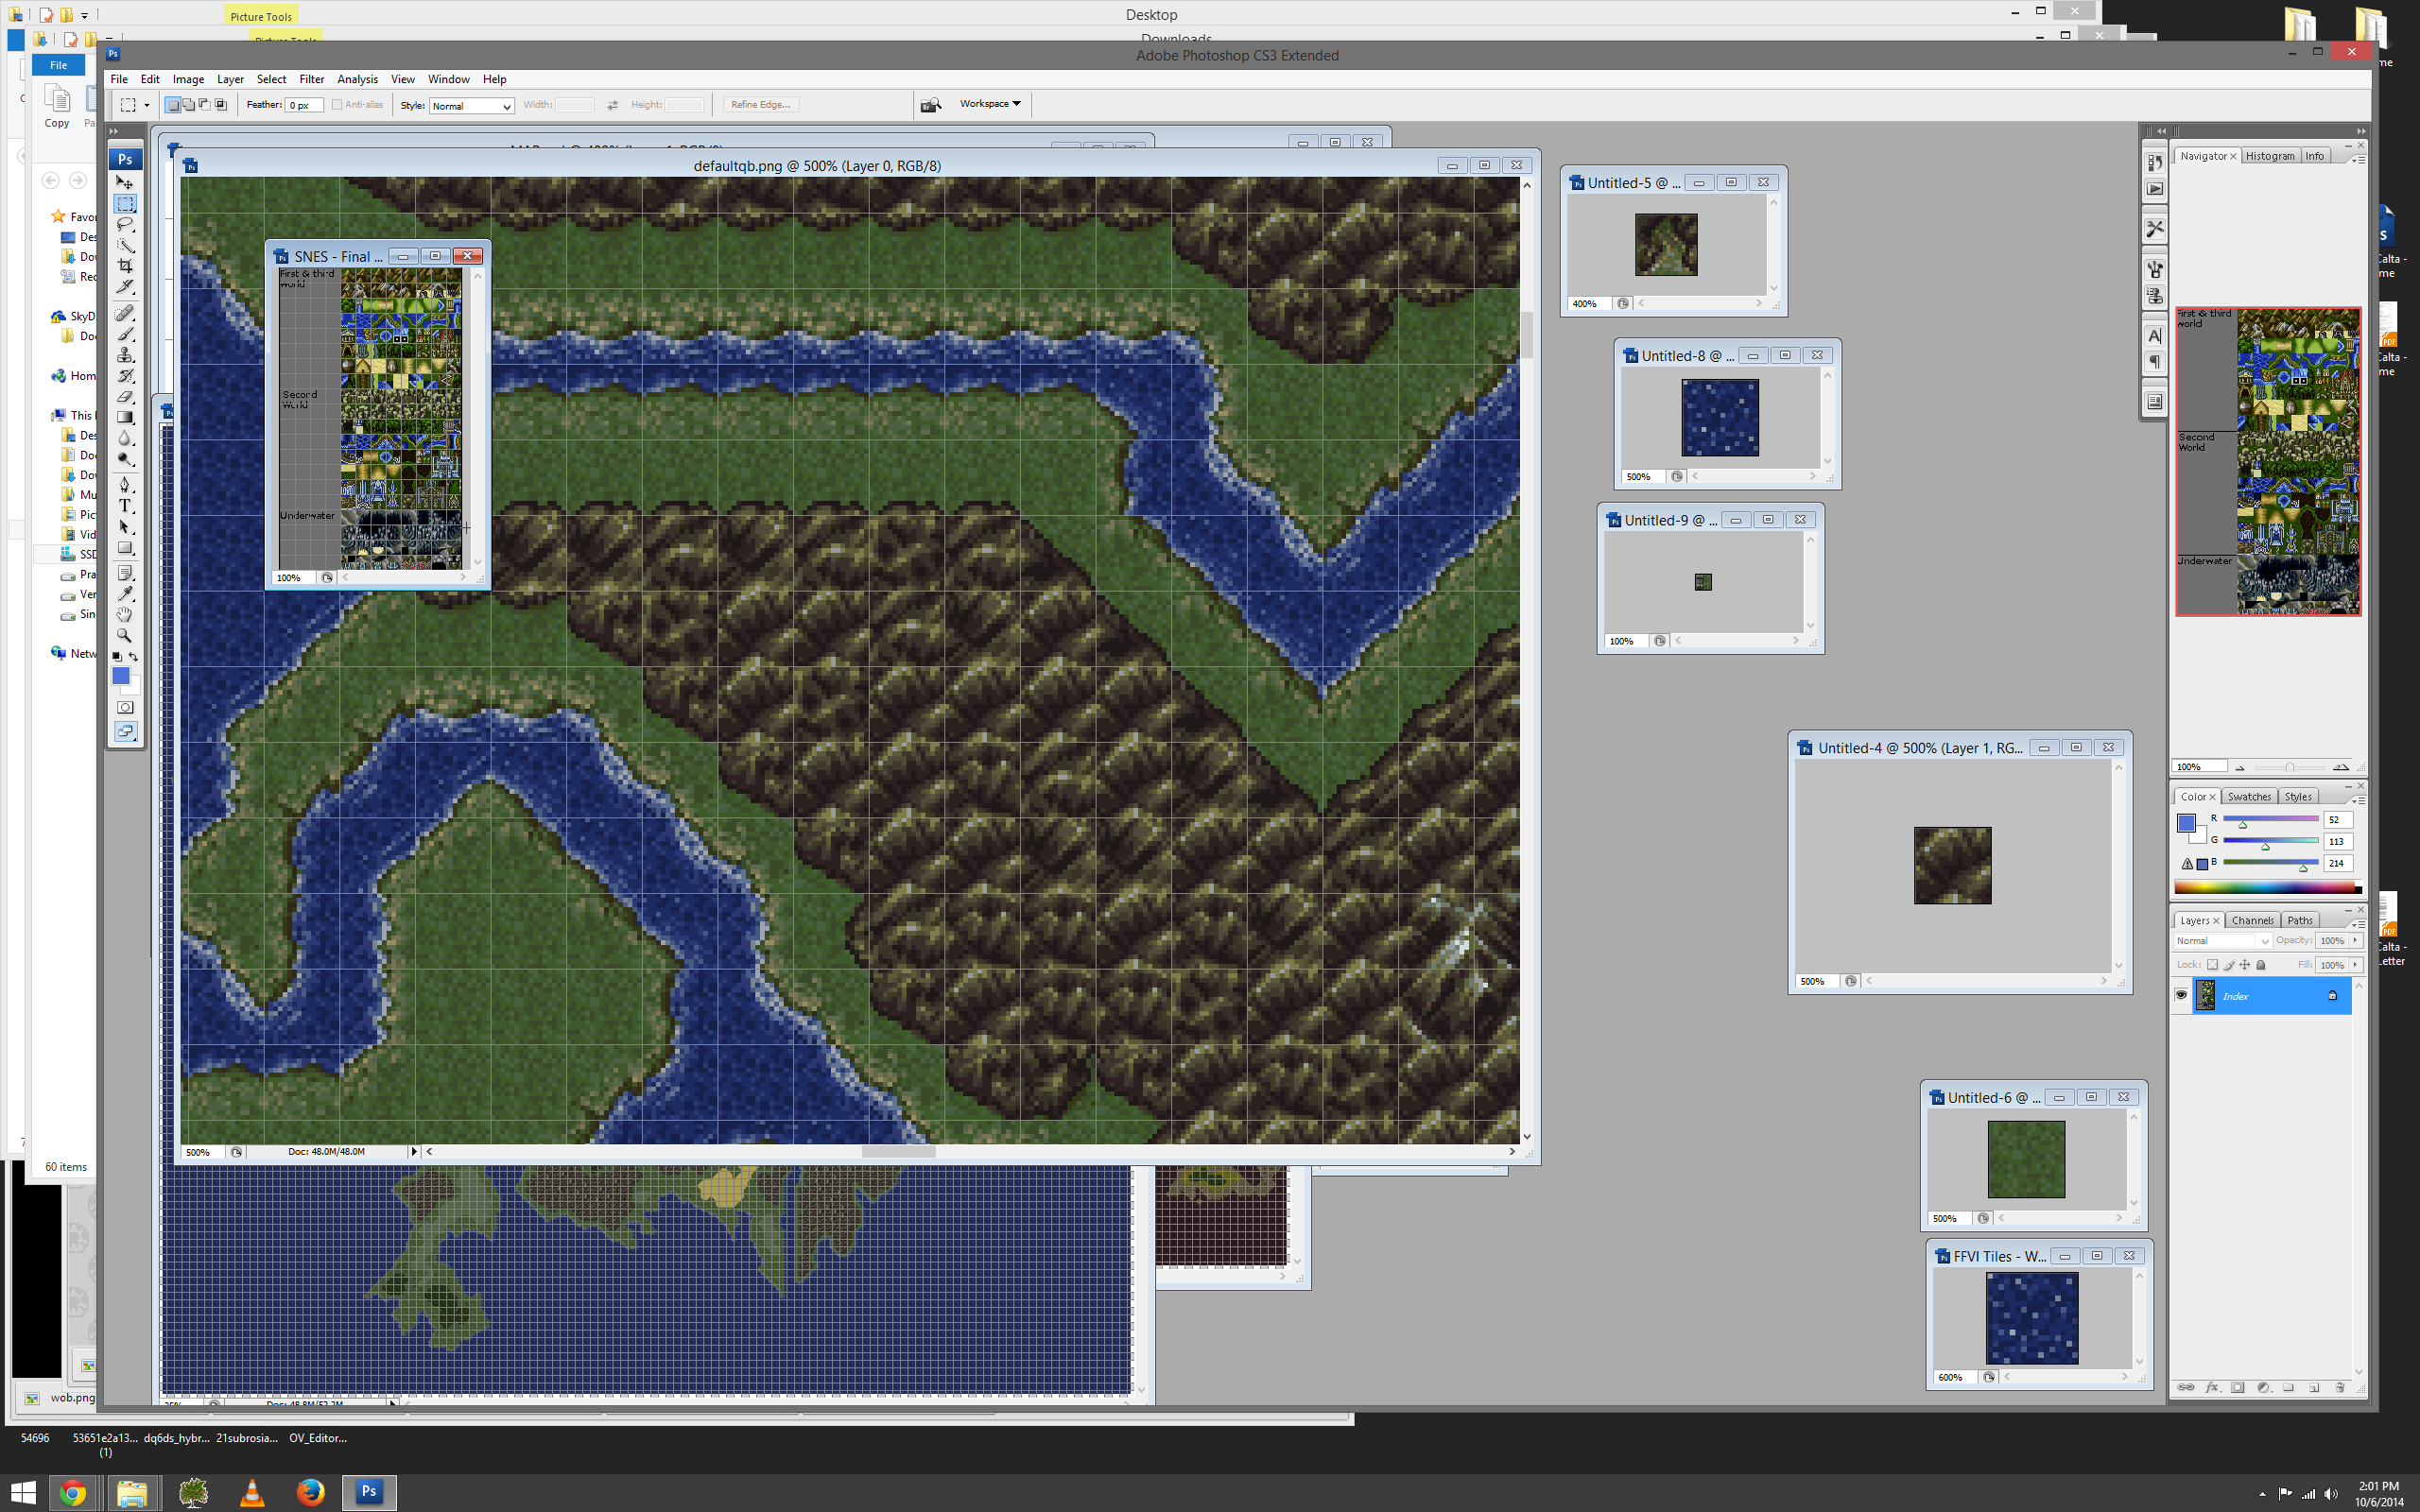 Picture Tools
Desktop
Downloads
Adobe Photoshop CS3 Extended
File
File Edit Image Layer Select Filter Analysis View Window Help
Feather: 0 px Anti-alias Style: Normal Width: Height: Refine Edge... Workspace
Copy
defaultqb.png @ 500% (Layer 0, RGB/8)
SNES - Final ...
First & third
world
Second
World
Underwater
100%
Untitled-5 @ ...
400%
Untitled-8 @ ...
500%
Untitled-9 @ ...
100%
Untitled-4 @ 500% (Layer 1, RG...
500%
Untitled-6 @ ...
500%
FFVI Tiles - W...
600%
500% Doc: 48.0M/48.0M
Navigator Histogram Info
First & third
world
Second
World
Underwater
100%
Color Swatches Styles
R 52
G 113
B 214
Layers Channels Paths
Normal Opacity: 100%
Lock: Fill: 100%
Index
Favor
Des
Dow
Rec
SkyD
Doc
Hom
This
Des
Doc
Dow
Mu
Pict
Vid
SSD
Pra
Ver
Sin
Netw
60 items
wob.png
54696
53651e2a13...
(1)
dq6ds_hybr...
21subrosia...
OV_Editor...
Ps
2:01 PM
10/6/2014